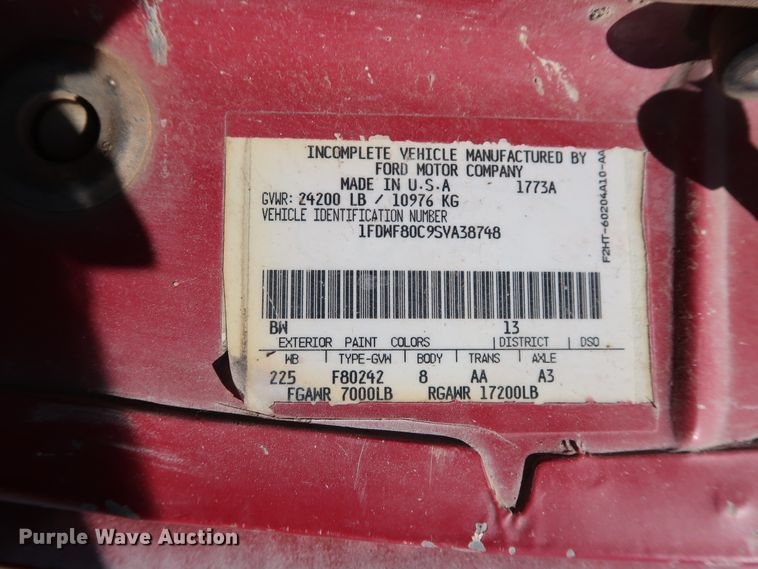 INCOMPLETE VEHICLE MANUFACTURED BY
FORD MOTOR COMPANY
MADE IN U.S.A 1773A
GVWR: 24200 LB / 10976 KG
VEHICLE IDENTIFICATION NUMBER
1FDWF80C9SVA38748
F2HT-60204A10-AA
BW 13
EXTERIOR PAINT COLORS DISTRICT DSO
WB TYPE-GVW BODY TRANS AXLE
225 F80242 8 AA A3
FGAWR 7000LB RGAWR 17200LB
Purple Wave Auction